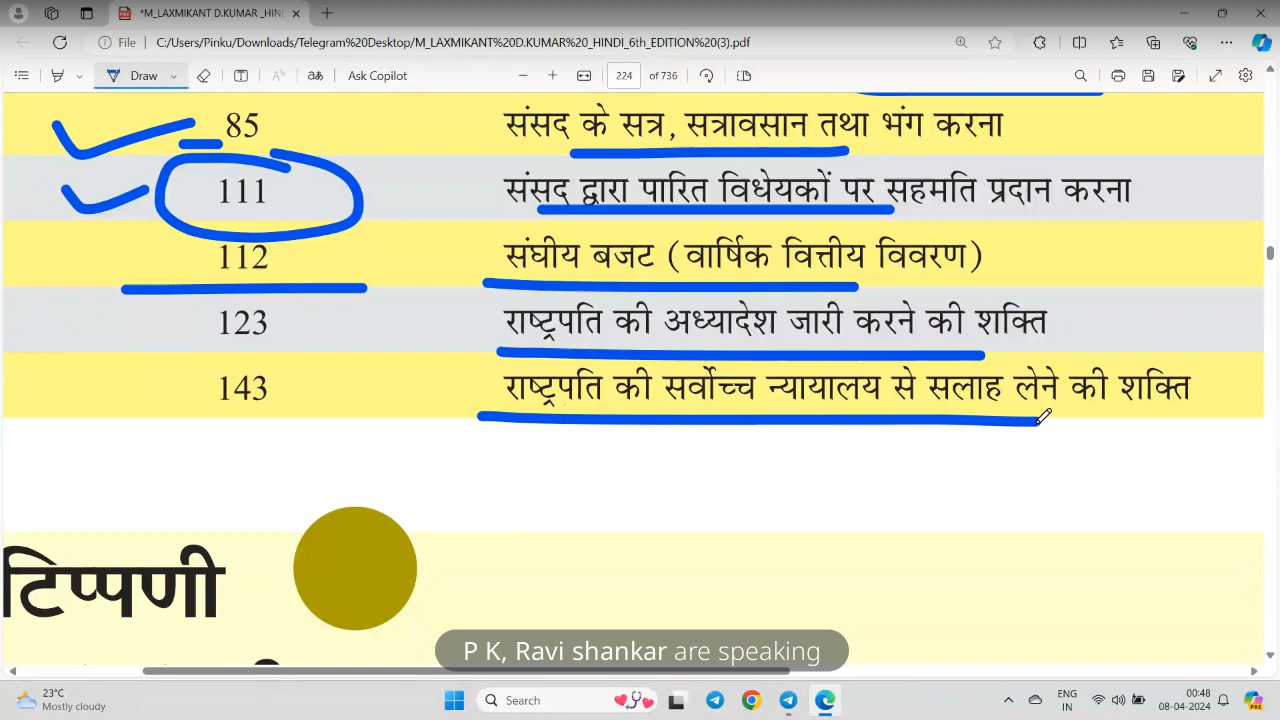 *M_LAXMIKANT D.KUMAR _HIN
File C:/Users/Pinku/Downloads/Telegram%20Desktop/M_LAXMIKANT%20D.KUMAR%20_HINDI_6th_EDITION%20(3).pdf
Draw Ask Copilot 224 of 736
85 संसद के सत्र, सत्रावसान तथा भंग करना
111 संसद द्वारा पारित विधेयकों पर सहमति प्रदान करना
112 संघीय बजट (वार्षिक वित्तीय विवरण)
123 राष्ट्रपति की अध्यादेश जारी करने की शक्ति
143 राष्ट्रपति की सर्वोच्च न्यायालय से सलाह लेने की शक्ति
टिप्पणी
P K, Ravi shankar are speaking
23°C
Mostly cloudy
Search
ENG
IN
00:48
08-04-2024